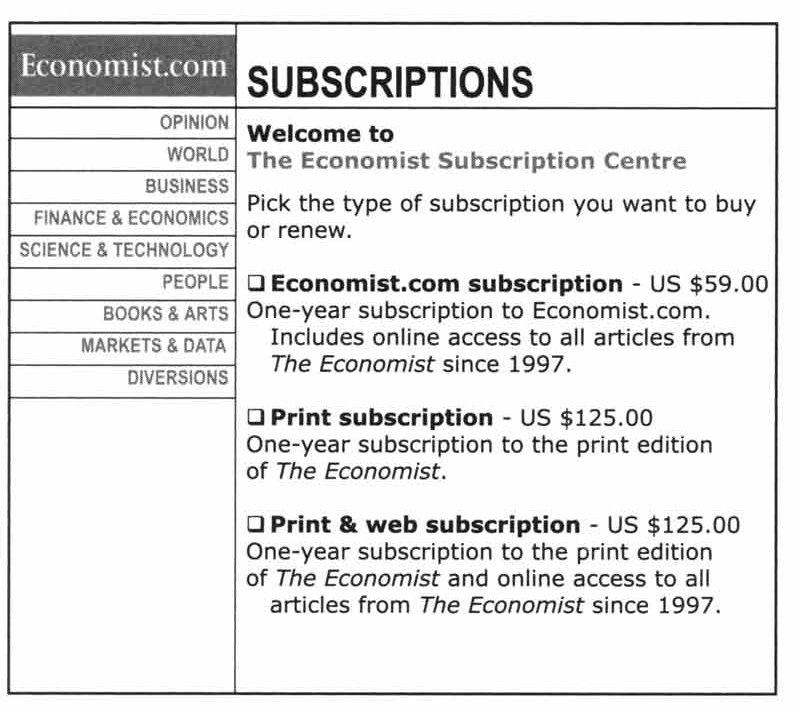 Economist.com
OPINION
WORLD
BUSINESS
FINANCE & ECONOMICS
SCIENCE & TECHNOLOGY
PEOPLE
BOOKS & ARTS
MARKETS & DATA
DIVERSIONS
SUBSCRIPTIONS
Welcome to
The Economist Subscription Centre
Pick the type of subscription you want to buy
or renew.
❑ Economist.com subscription - US $59.00
One-year subscription to Economist.com.
Includes online access to all articles from
The Economist since 1997.
❑ Print subscription - US $125.00
One-year subscription to the print edition
of The Economist.
❑ Print & web subscription - US $125.00
One-year subscription to the print edition
of The Economist and online access to all
articles from The Economist since 1997.